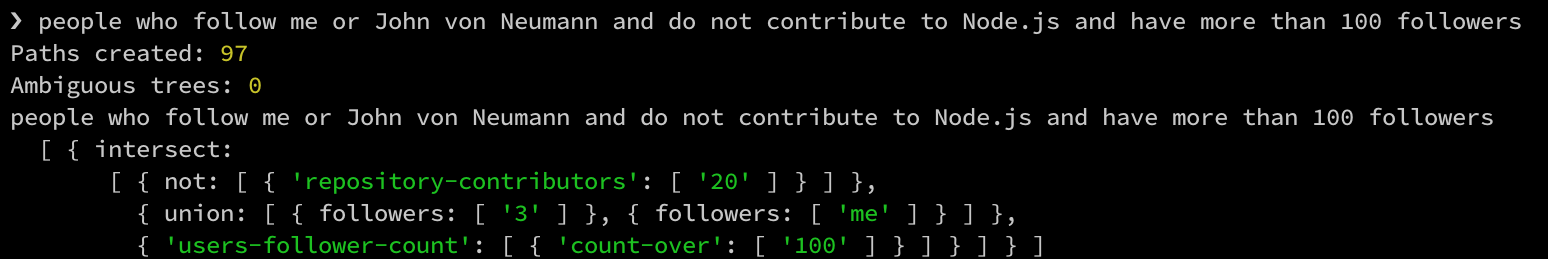 ❯ people who follow me or John von Neumann and do not contribute to Node.js and have more than 100 followers
Paths created: 97
Ambiguous trees: 0
people who follow me or John von Neumann and do not contribute to Node.js and have more than 100 followers
  [ { intersect:
       [ { not: [ { 'repository-contributors': [ '20' ] } ] },
         { union: [ { followers: [ '3' ] }, { followers: [ 'me' ] } ] },
         { 'users-follower-count': [ { 'count-over': [ '100' ] } ] } ] } ]